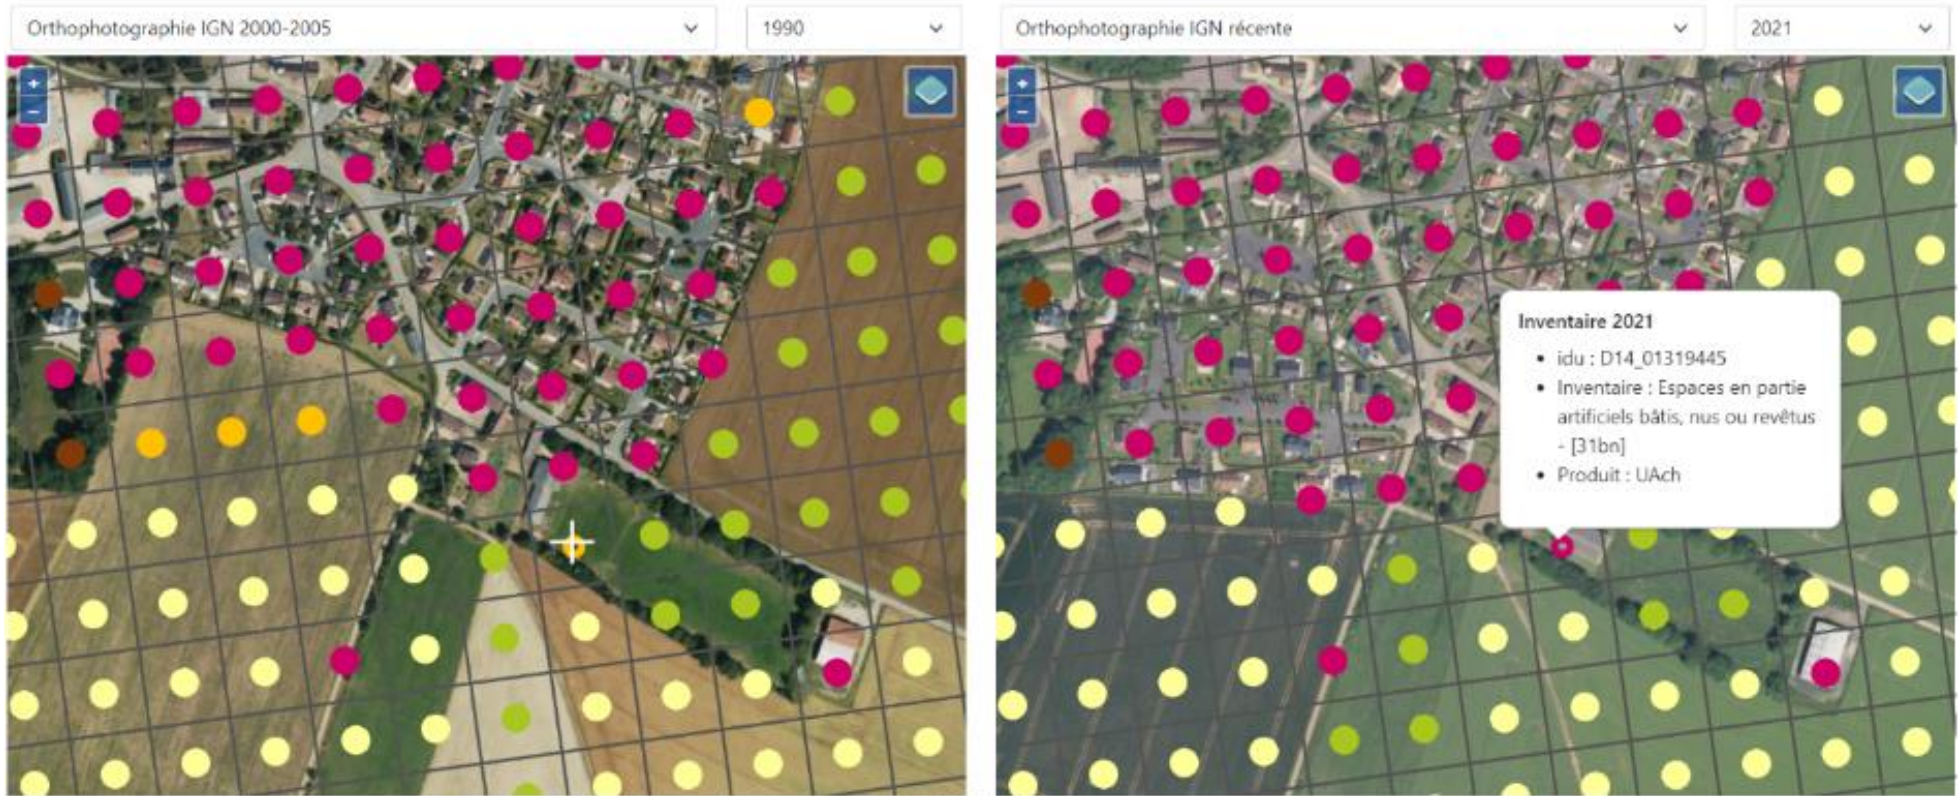 Orthophotographie IGN 2000-2005
1990
Orthophotographie IGN récente
2021
+
−
+
−
Inventaire 2021
• idu : D14_01319445
• Inventaire : Espaces en partie
artificiels bâtis, nus ou revêtus
- [31bn]
• Produit : UAch